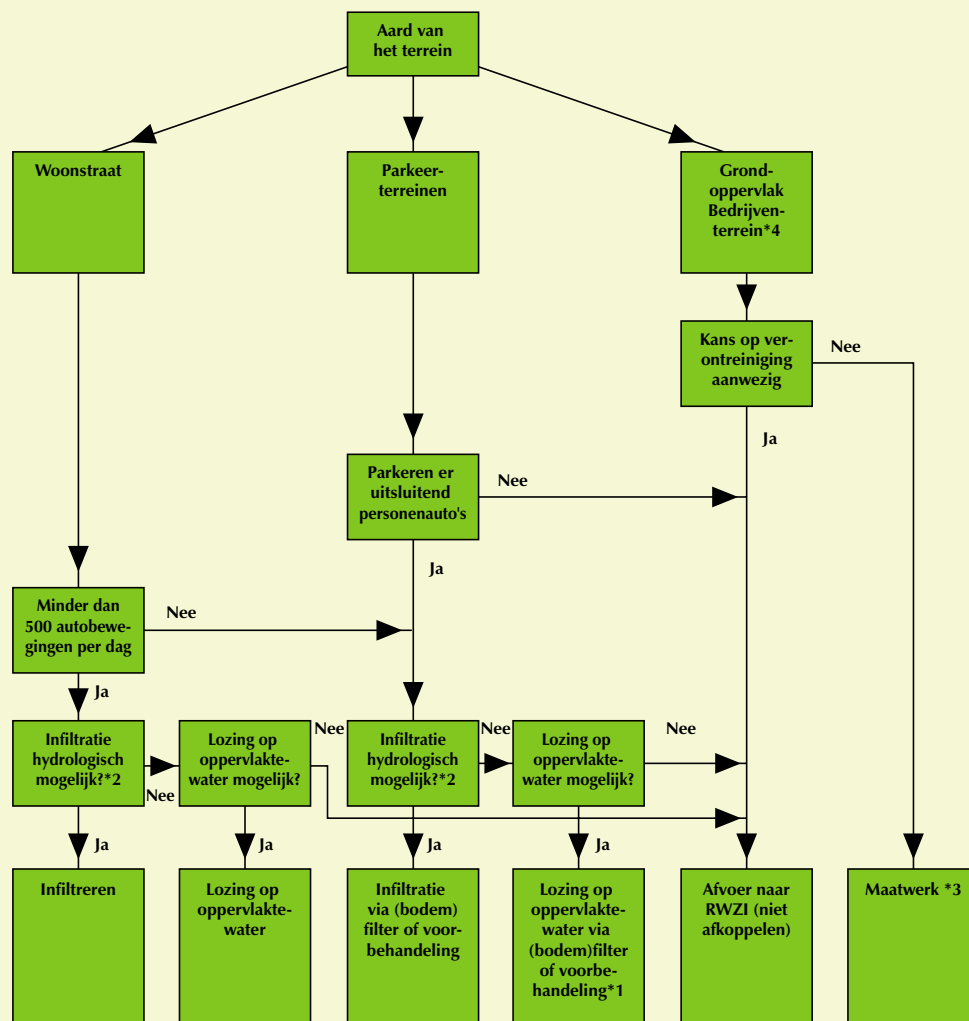 Aard van
het terrein
Woonstraat
Parkeer-
terreinen
Grond-
oppervlak
Bedrijven-
terrein*4
Kans op ver-
ontreiniging
aanwezig
Nee
Ja
Parkeren er
uitsluitend
personenauto's
Nee
Ja
Minder dan
500 autobewe-
gingen per dag
Nee
Ja
Infiltratie
hydrologisch
mogelijk?*2
Nee
Lozing op
oppervlakte-
water mogelijk?
Nee
Infiltratie
hydrologisch
mogelijk?*2
Nee
Lozing op
oppervlakte-
water mogelijk?
Nee
Ja
Ja
Ja
Ja
Infiltreren
Lozing op
oppervlakte-
water
Infiltratie
via (bodem)
filter of voor-
behandeling
Lozing op
oppervlakte-
water via
(bodem)filter
of voorbe-
handeling*1
Afvoer naar
RWZI (niet
afkoppelen)
Maatwerk *3